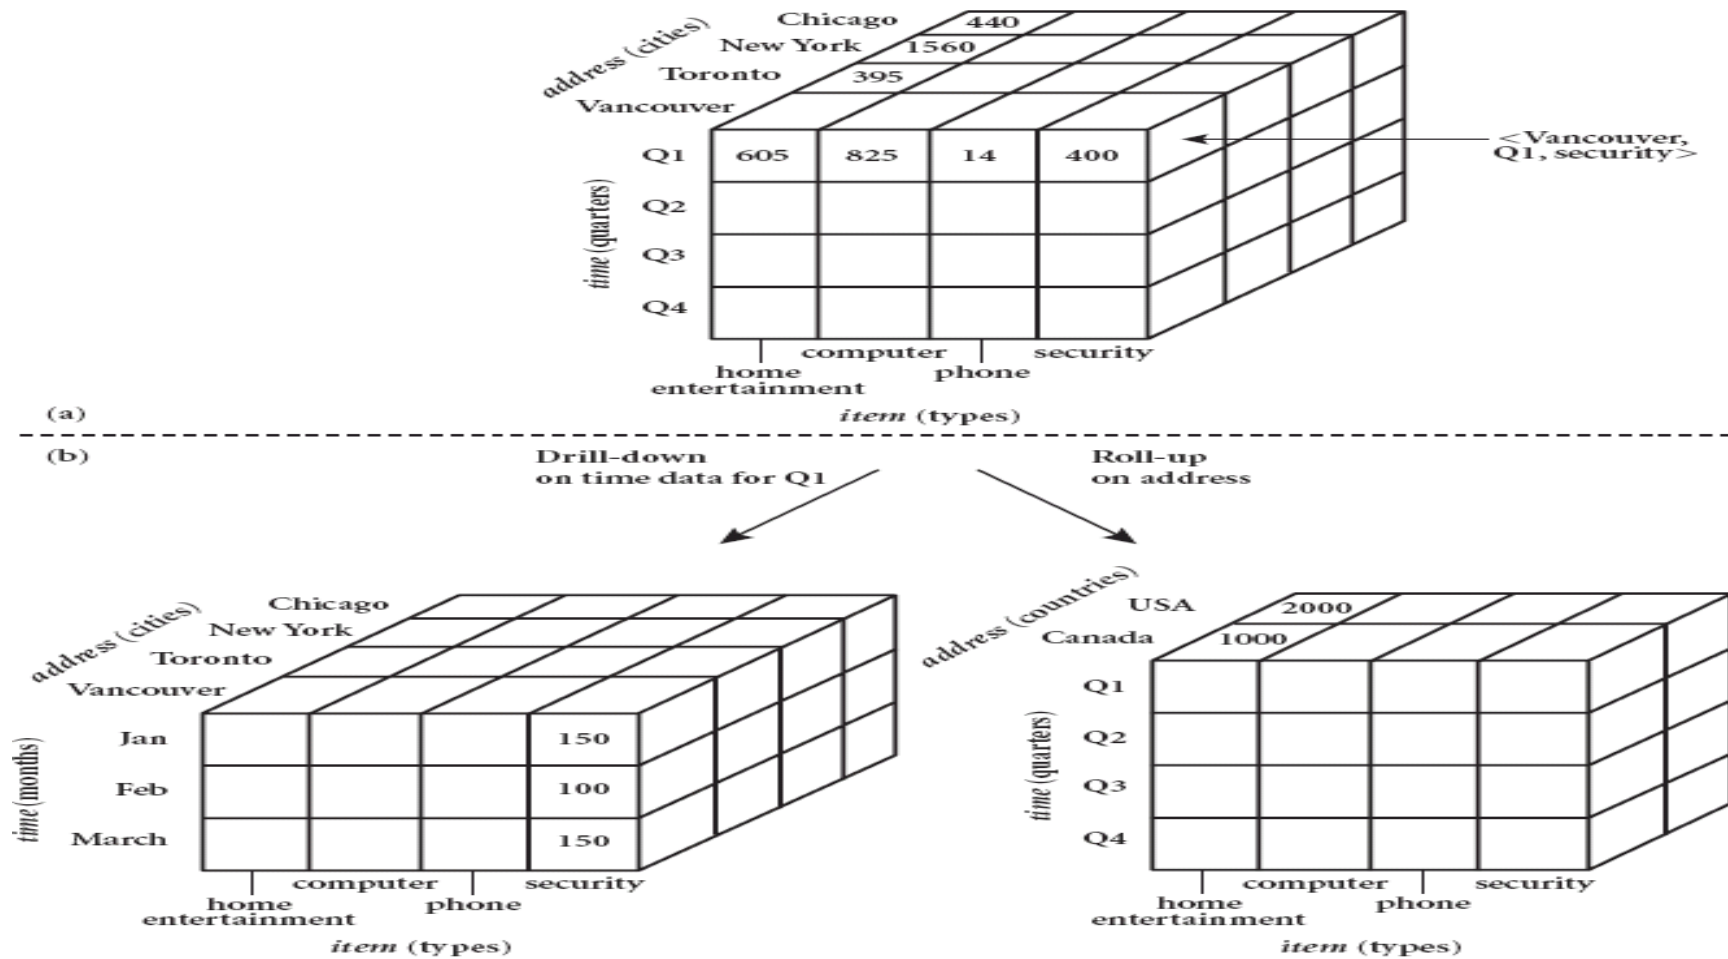 address (cities)
Chicago 440
New York 1560
Toronto 395
Vancouver
time (quarters)
Q1 605 825 14 400
Q2
Q3
Q4
<Vancouver,
Q1, security>
computer security
home phone
entertainment
item (types)
(a)
(b)
Drill-down
on time data for Q1
Roll-up
on address
address (cities)
Chicago
New York
Toronto
Vancouver
time (months)
Jan 150
Feb 100
March 150
computer security
home phone
entertainment
item (types)
address (countries)
USA 2000
Canada 1000
time (quarters)
Q1
Q2
Q3
Q4
computer security
home phone
entertainment
item (types)